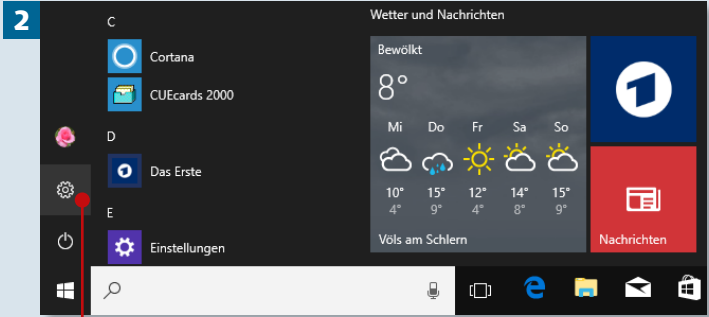 2
C
Cortana
CUEcards 2000
D
Das Erste
E
Einstellungen
Wetter und Nachrichten
Bewölkt
8°
Mi Do Fr Sa So
10° 15° 12° 14° 15°
4° 9° 4° 8° 9°
Völs am Schlern
Nachrichten